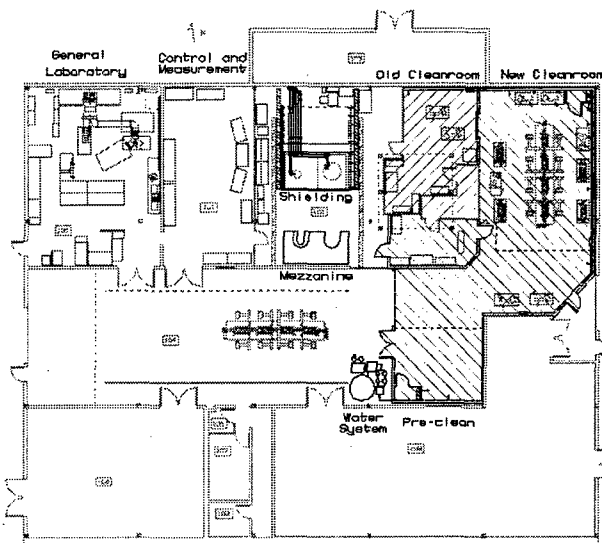 General
Laboratory
Control and
Measurement
Old Cleanroom
New Cleanroom
Shielding
Mezzanine
Water
System
Pre-clean